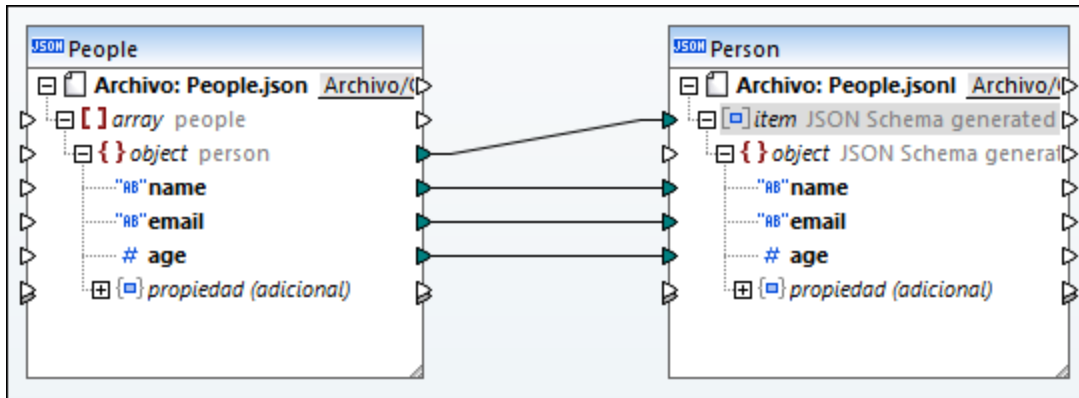 JSON People
Archivo: People.json Archivo/(
[ ] array people
{ } object person
"AB" name
"AB" email
# age
propiedad (adicional)
JSON Person
Archivo: People.jsonl Archivo/(
item JSON Schema generated
{ } object JSON Schema generat
"AB" name
"AB" email
# age
propiedad (adicional)